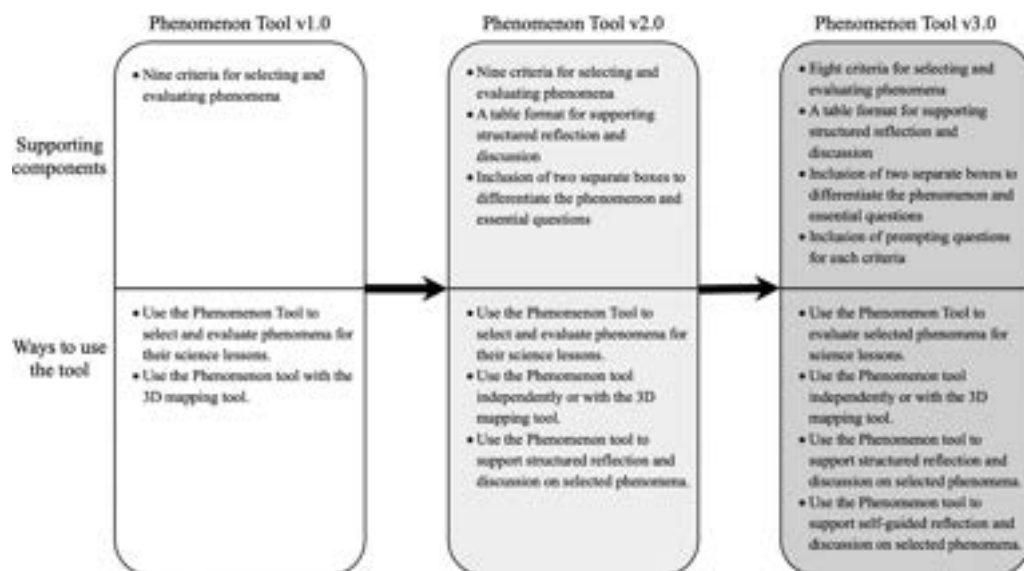 Phenomenon Tool v1.0
Phenomenon Tool v2.0
Phenomenon Tool v3.0
Supporting
components
• Nine criteria for selecting and
evaluating phenomena
• Nine criteria for selecting and
evaluating phenomena
• A table format for supporting
structured reflection and
discussion
• Inclusion of two separate boxes to
differentiate the phenomenon and
essential questions
• Eight criteria for selecting and
evaluating phenomena
• A table format for supporting
structured reflection and
discussion
• Inclusion of two separate boxes to
differentiate the phenomenon and
essential questions
• Inclusion of prompting questions
for each criteria
Ways to use
the tool
• Use the Phenomenon Tool to
select and evaluate phenomena for
their science lessons.
• Use the Phenomenon tool with the
3D mapping tool.
• Use the Phenomenon Tool to
select and evaluate phenomena for
their science lessons.
• Use the Phenomenon tool
independently or with the 3D
mapping tool.
• Use the Phenomenon tool to
support structured reflection and
discussion on selected phenomena.
• Use the Phenomenon Tool to
evaluate selected phenomena for
science lessons.
• Use the Phenomenon tool
independently or with the 3D
mapping tool.
• Use the Phenomenon tool to
support structured reflection and
discussion on selected phenomena.
• Use the Phenomenon tool to
support self-guided reflection and
discussion on selected phenomena.